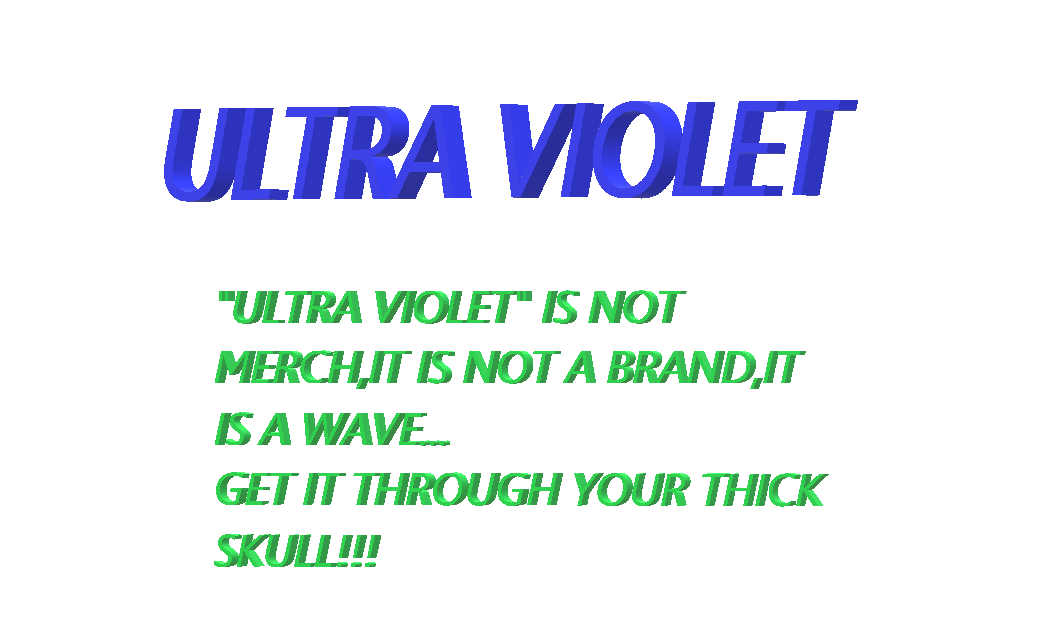 ULTRA VIOLET
"ULTRA VIOLET" IS NOT
MERCH,IT IS NOT A BRAND,IT
IS A WAVE...
GET IT THROUGH YOUR THICK
SKULL!!!